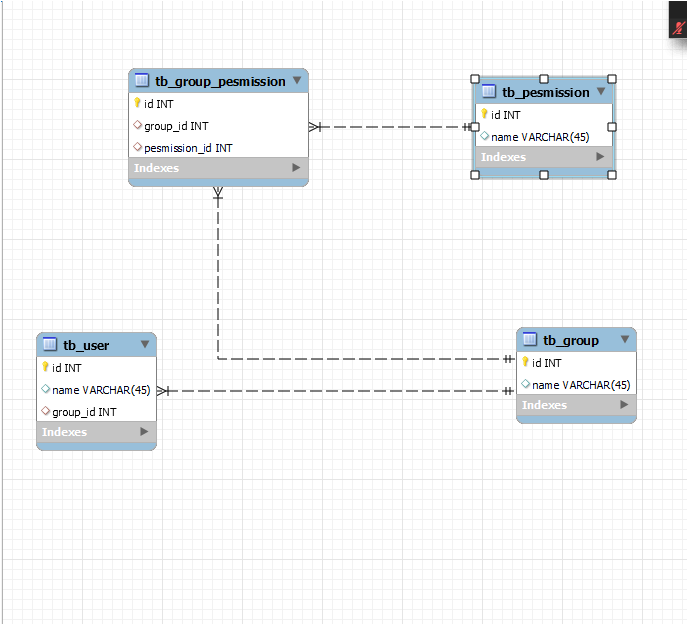 tb_group_pesmission
id INT
group_id INT
pesmission_id INT
Indexes
tb_pesmission
id INT
name VARCHAR(45)
Indexes
tb_user
id INT
name VARCHAR(45)
group_id INT
Indexes
tb_group
id INT
name VARCHAR(45)
Indexes